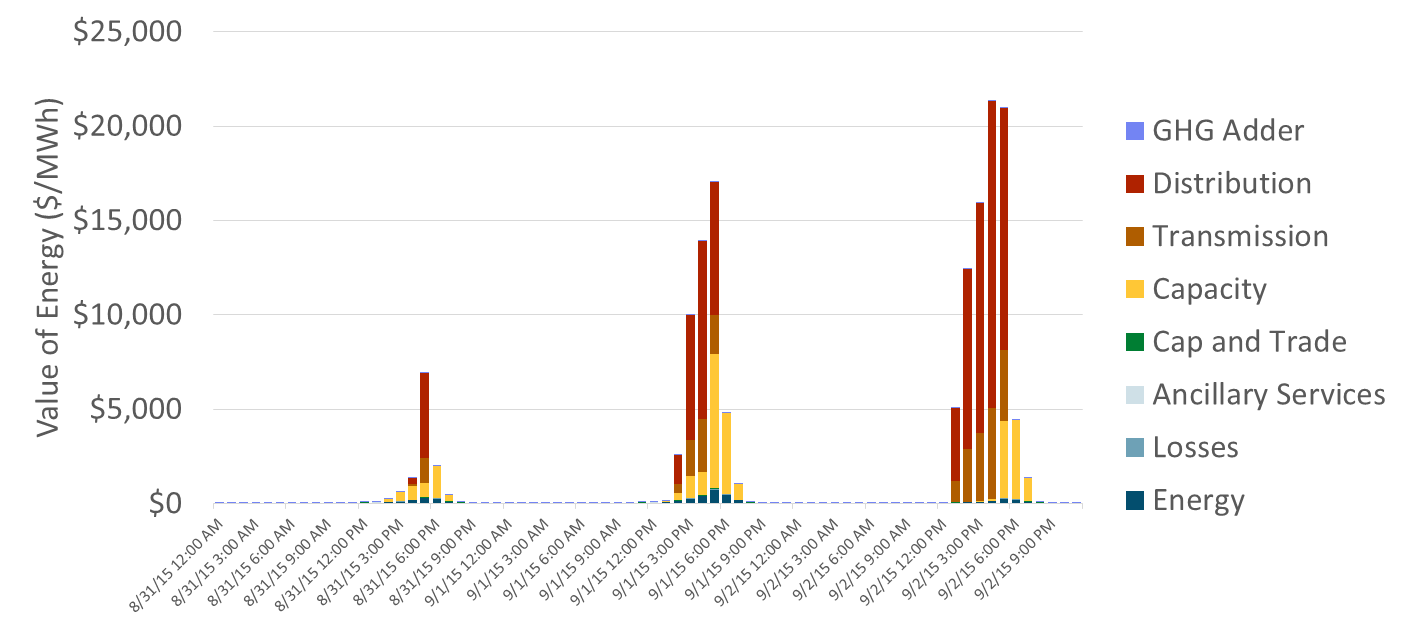 $25,000
$20,000
$15,000
$10,000
$5,000
$0
Value of Energy ($/MWh)
8/31/15 12:00 AM
8/31/15 3:00 AM
8/31/15 6:00 AM
8/31/15 9:00 AM
8/31/15 12:00 PM
8/31/15 3:00 PM
8/31/15 6:00 PM
8/31/15 9:00 PM
9/1/15 12:00 AM
9/1/15 3:00 AM
9/1/15 6:00 AM
9/1/15 9:00 AM
9/1/15 12:00 PM
9/1/15 3:00 PM
9/1/15 6:00 PM
9/1/15 9:00 PM
9/2/15 12:00 AM
9/2/15 3:00 AM
9/2/15 6:00 AM
9/2/15 9:00 AM
9/2/15 12:00 PM
9/2/15 3:00 PM
9/2/15 6:00 PM
9/2/15 9:00 PM
GHG Adder
Distribution
Transmission
Capacity
Cap and Trade
Ancillary Services
Losses
Energy